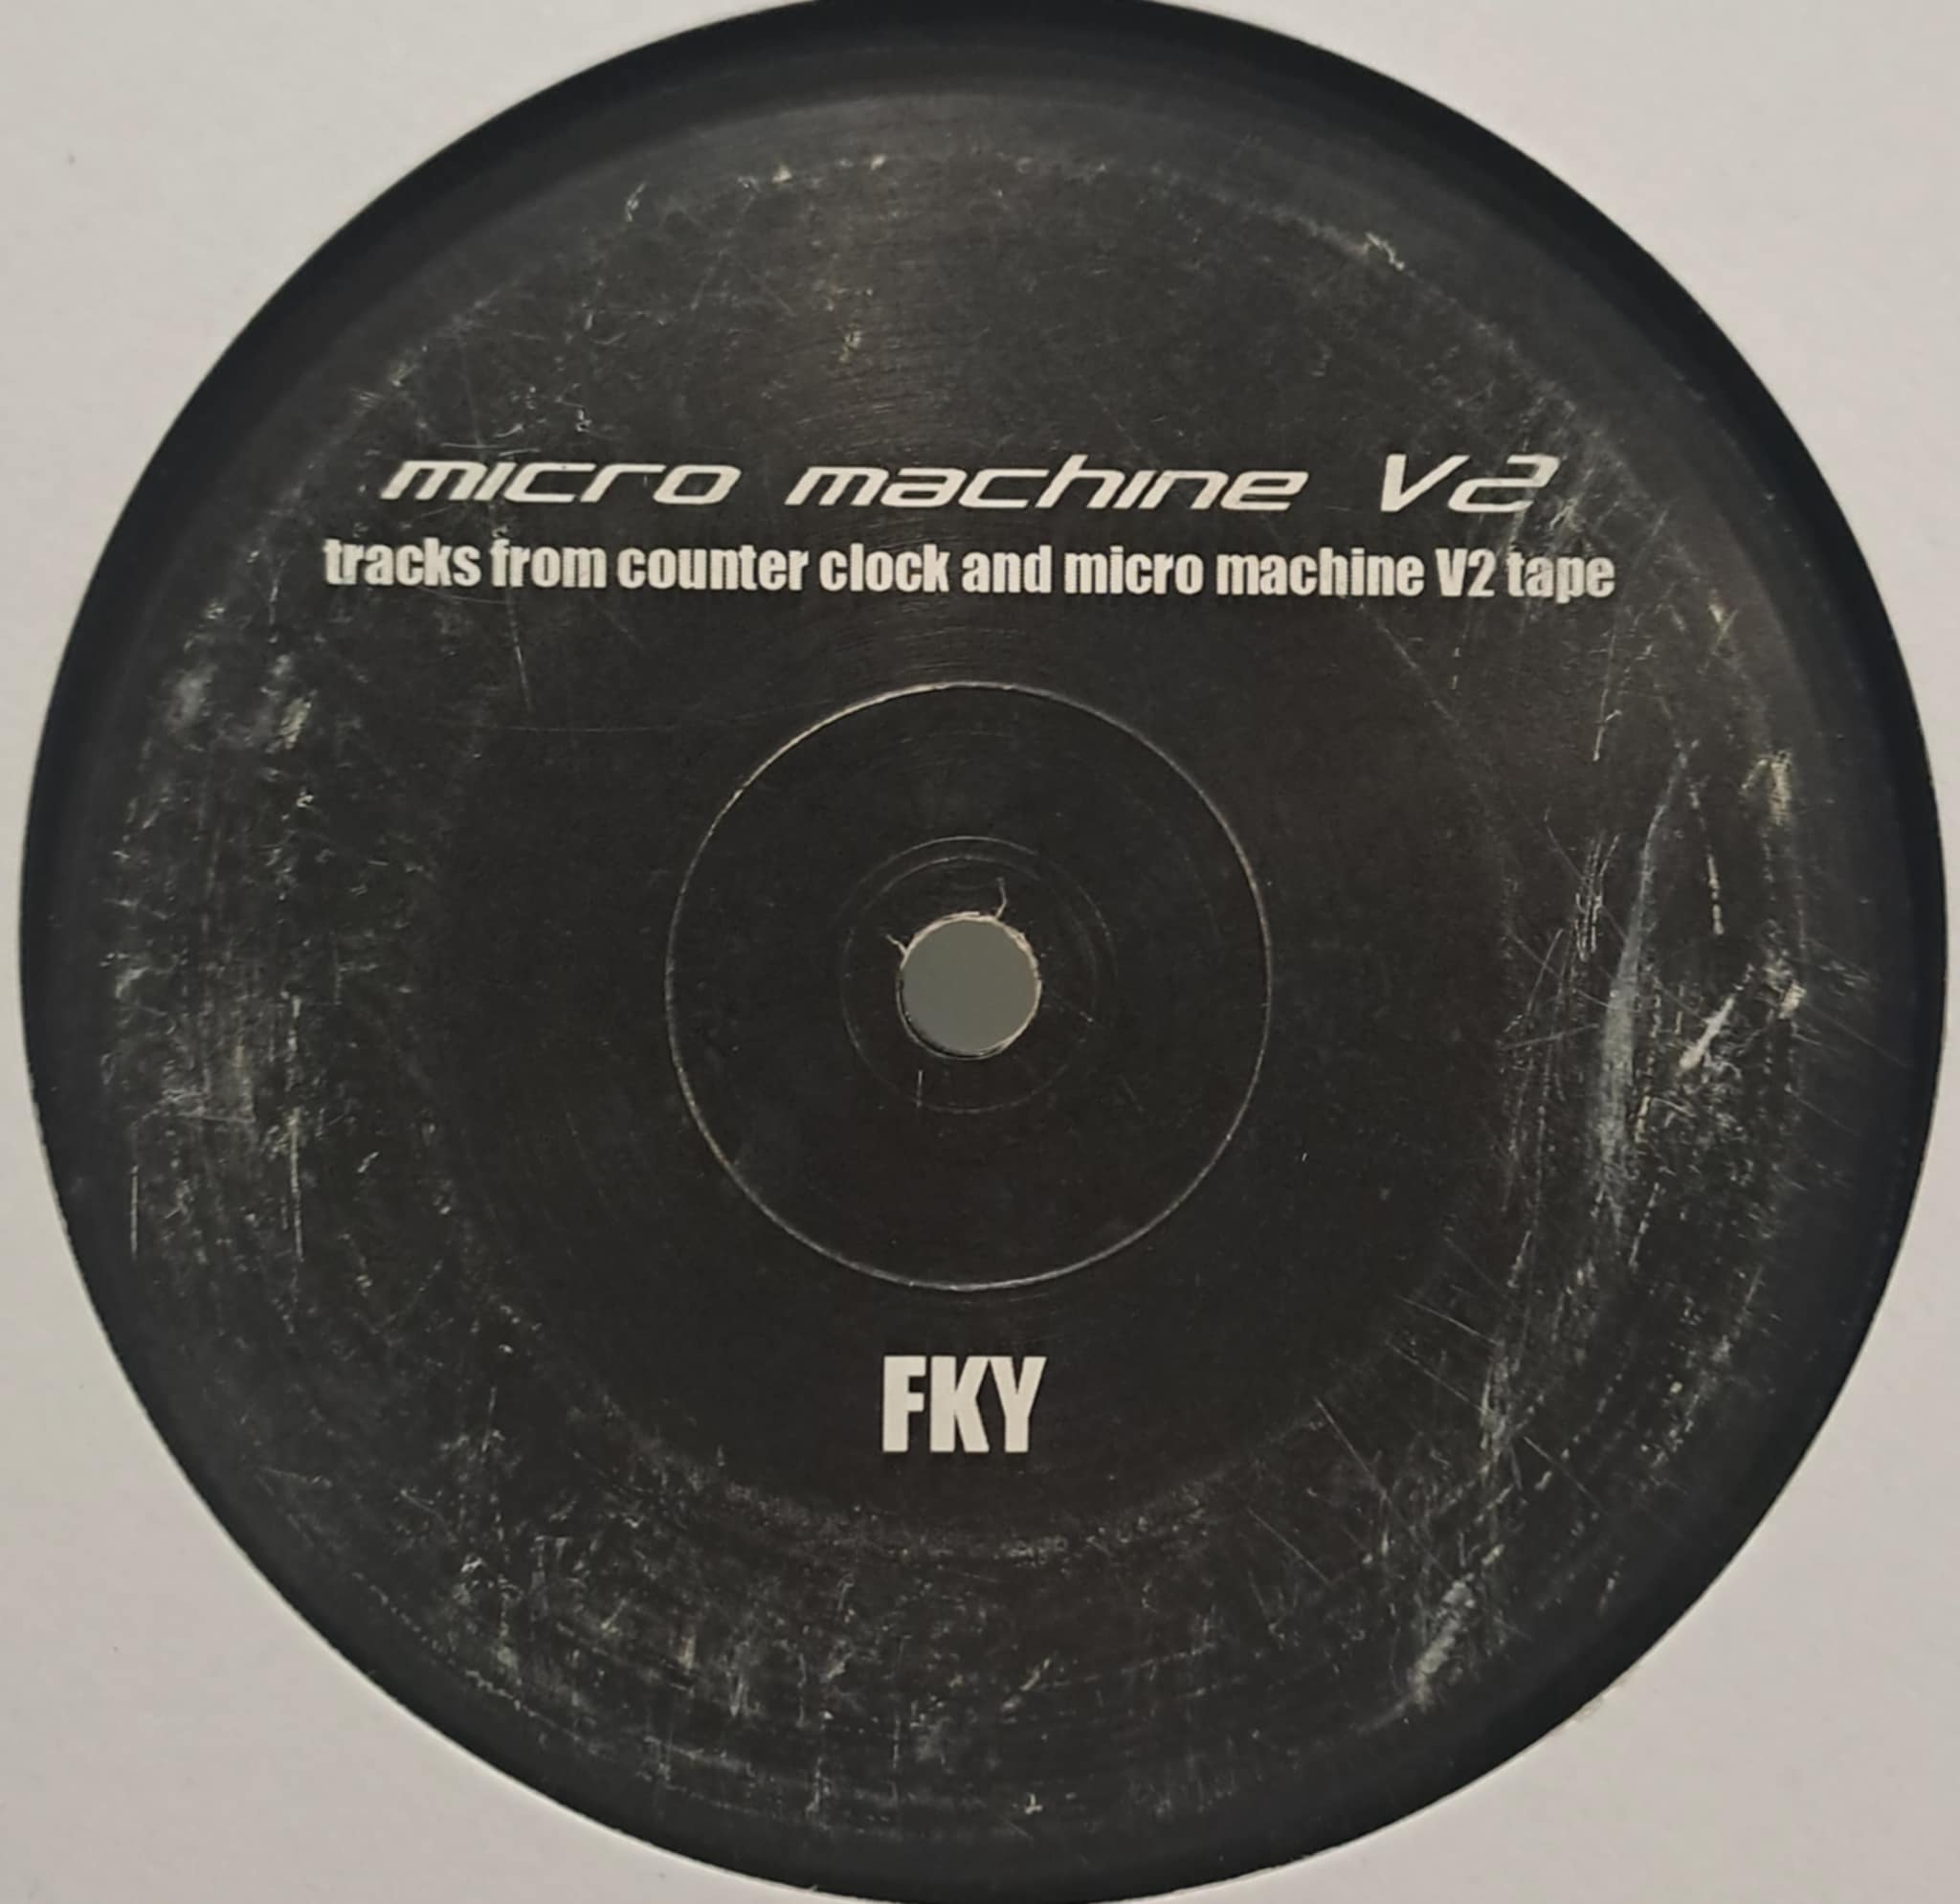 micro machine V2
tracks from counter clock and micro machine V2 tape
FKY